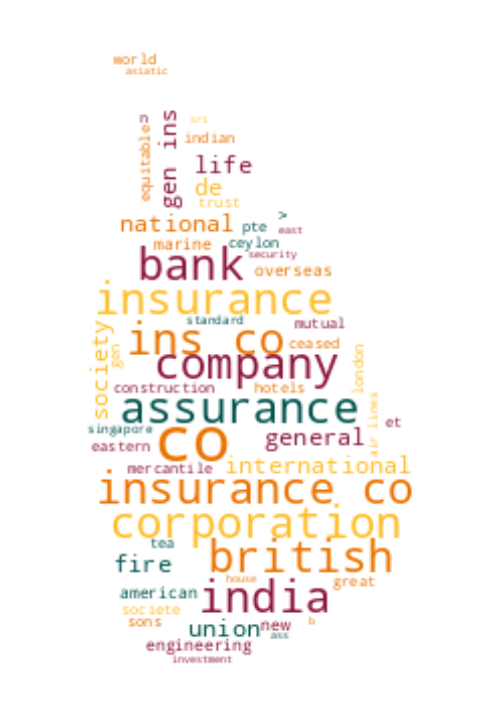 world
asiatic
equitable>
gen ins
sri
indian
life
de
trust
national
pte
>
east
marine
ceylon
security
bank
overseas
insurance
standard
mutual
society
gen
ins co
ceased
company
london
construction
hotels
assurance
air lines
singapore
co
et
general
eastern
mercantile
international
insurance co
corporation
tea
british
fire
house
great
american
india
societe
sons
b
union
new
ass
engineering
investment